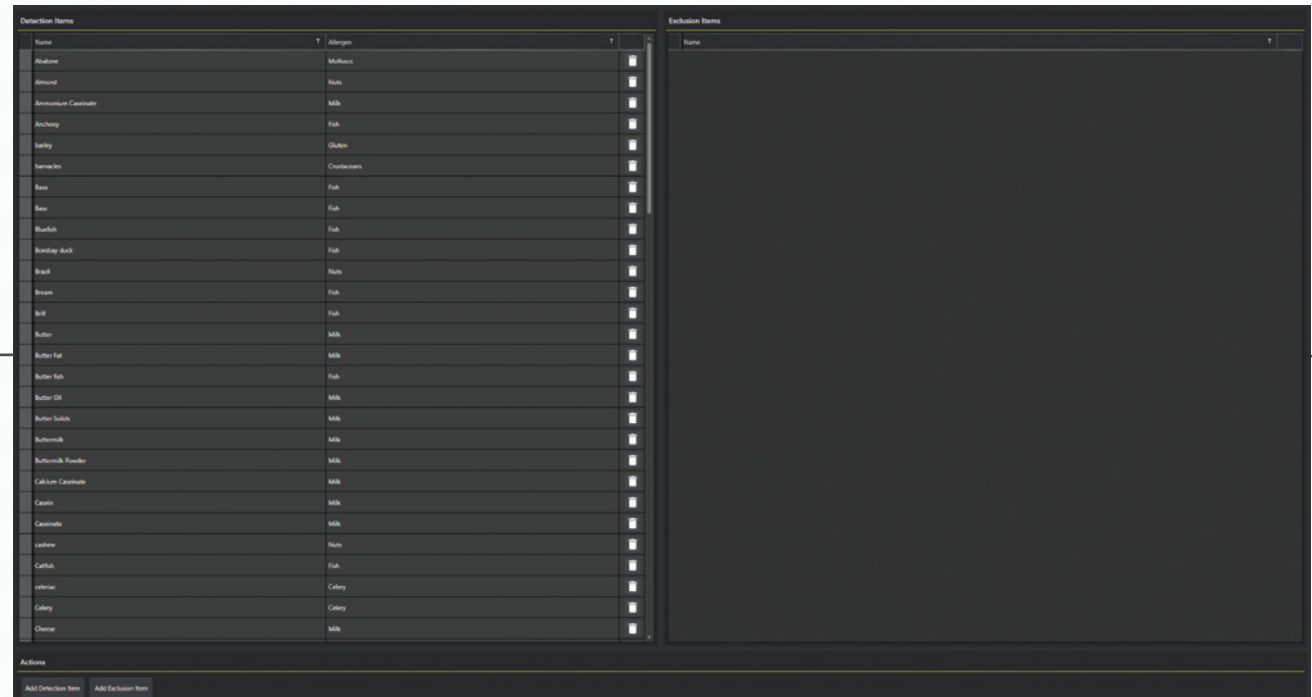 Detection Items
Name Allergen
Abalone Molluscs
Almond Nuts
Ammonium Caseinate Milk
Anchovy Fish
barley Gluten
barnacles Crustaceans
Basa Fish
Bass Fish
Bluefish Fish
Bombay duck Fish
Brazil Nuts
Bream Fish
Brill Fish
Butter Milk
Butter Fat Milk
Butter fish Fish
Butter Oil Milk
Butter Solids Milk
Buttermilk Milk
Buttermilk Powder Milk
Calcium Caseinate Milk
Casein Milk
Caseinate Milk
cashew Nuts
Catfish Fish
celeriac Celery
Celery Celery
Cheese Milk
Exclusion Items
Name
Actions
Add Detection Item Add Exclusion Item